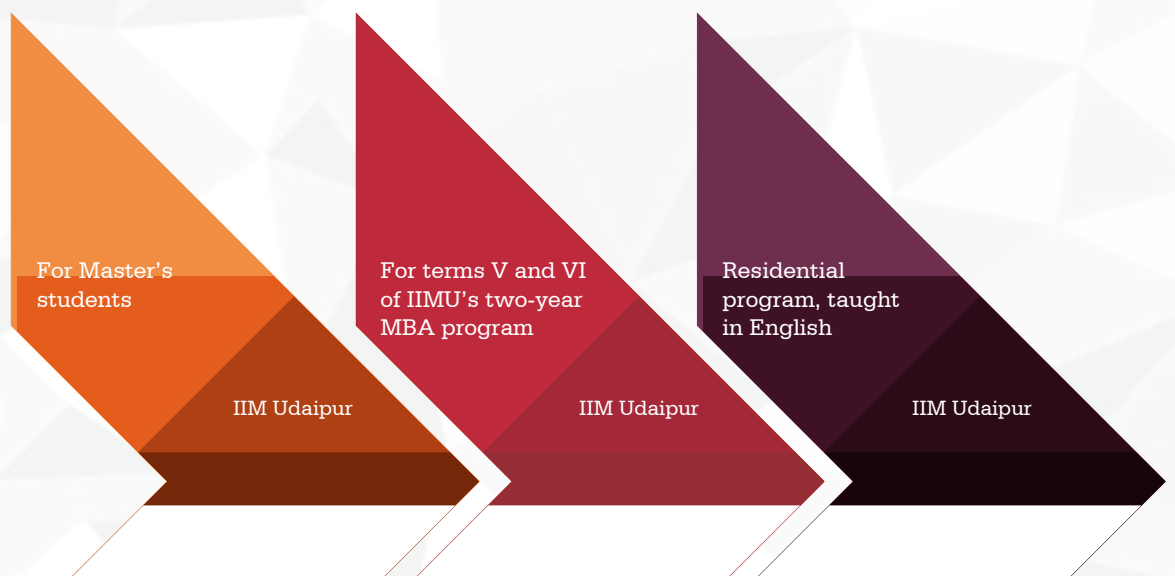 For Master's
students
IIM Udaipur
For terms V and VI
of IIMU's two-year
MBA program
IIM Udaipur
Residential
program, taught
in English
IIM Udaipur